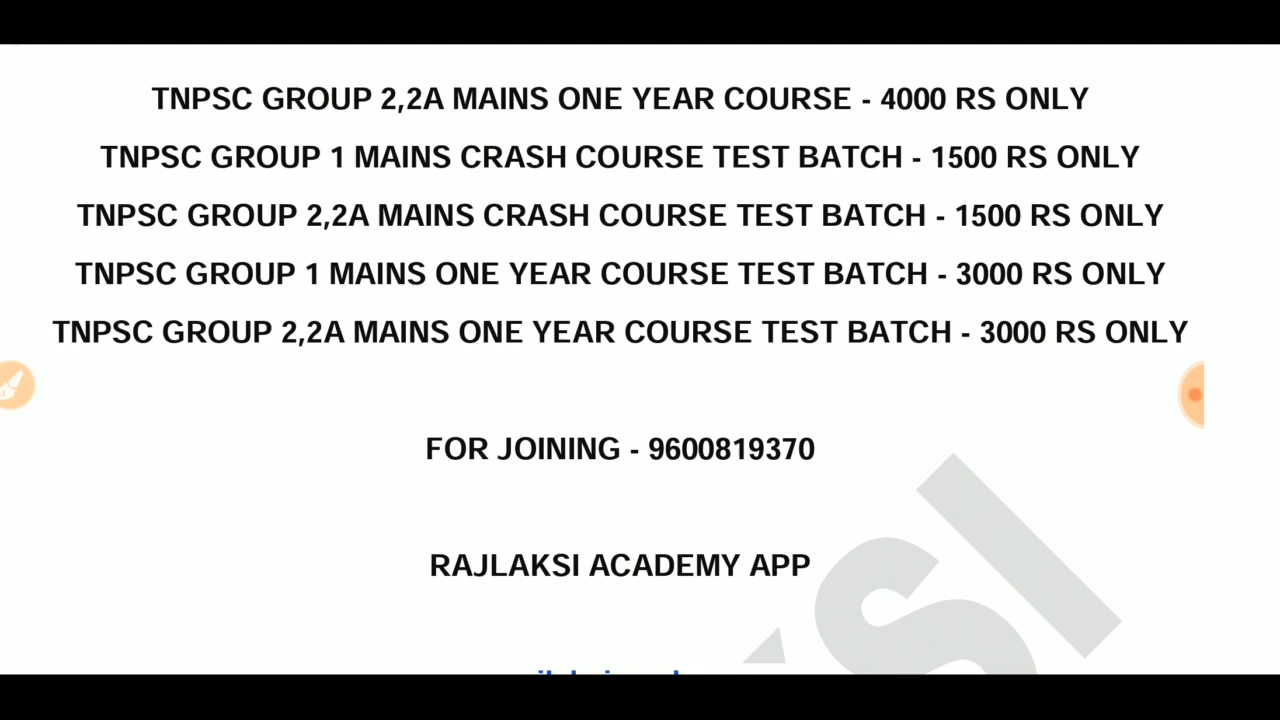 TNPSC GROUP 2,2A MAINS ONE YEAR COURSE - 4000 RS ONLY
TNPSC GROUP 1 MAINS CRASH COURSE TEST BATCH - 1500 RS ONLY
TNPSC GROUP 2,2A MAINS CRASH COURSE TEST BATCH - 1500 RS ONLY
TNPSC GROUP 1 MAINS ONE YEAR COURSE TEST BATCH - 3000 RS ONLY
TNPSC GROUP 2,2A MAINS ONE YEAR COURSE TEST BATCH - 3000 RS ONLY
FOR JOINING - 9600819370
RAJLAKSI ACADEMY APP